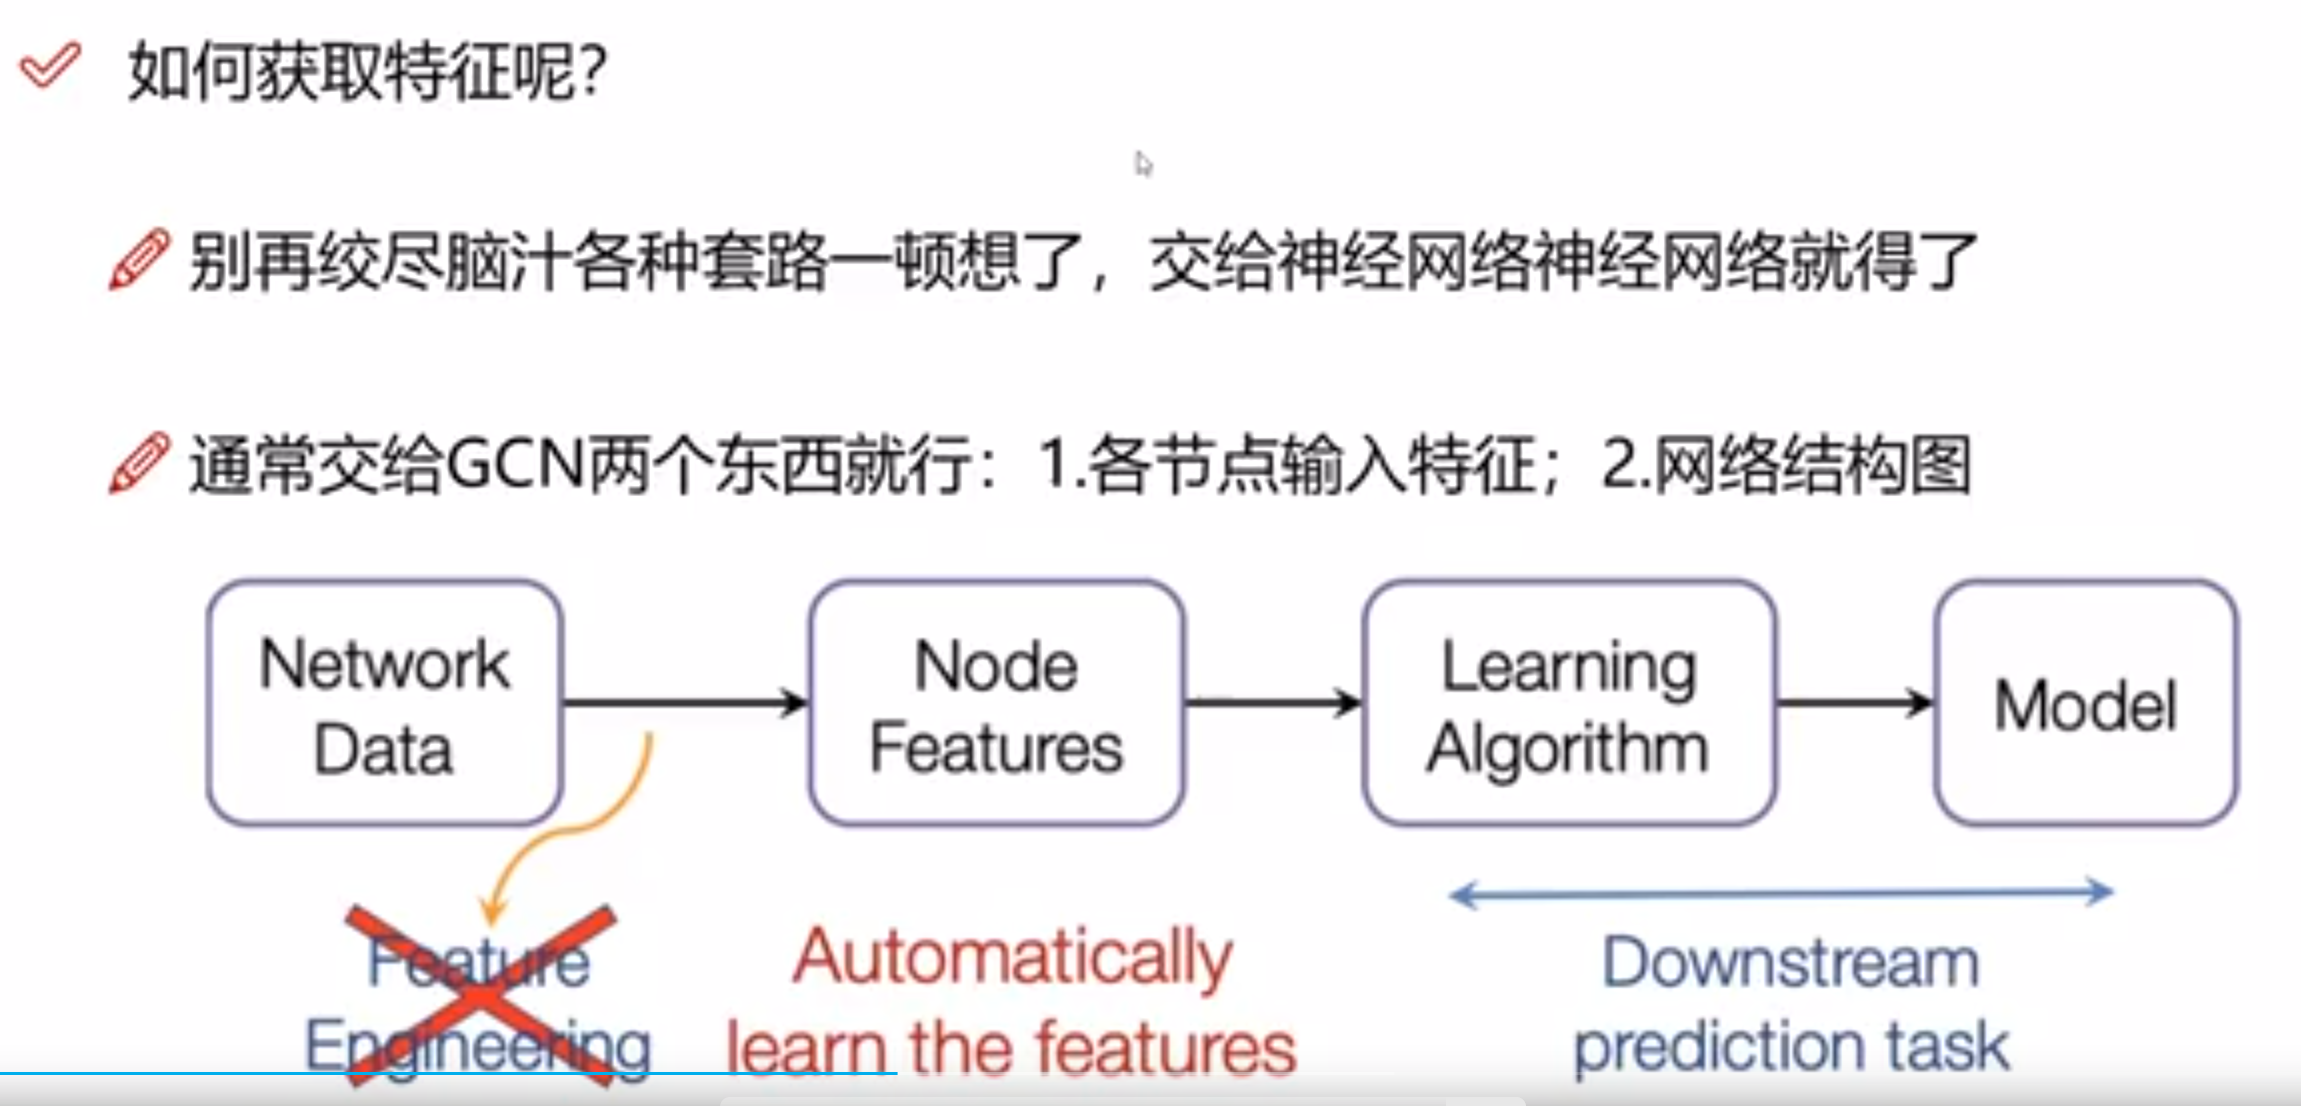 如何获取特征呢?
别再绞尽脑汁各种套路一顿想了，交给神经网络神经网络就得了
通常交给GCN两个东西就行：1.各节点输入特征；2.网络结构图
Network
Data
Node
Features
Learning
Algorithm
Model
Feature
Engineering
Automatically
learn the features
Downstream
prediction task